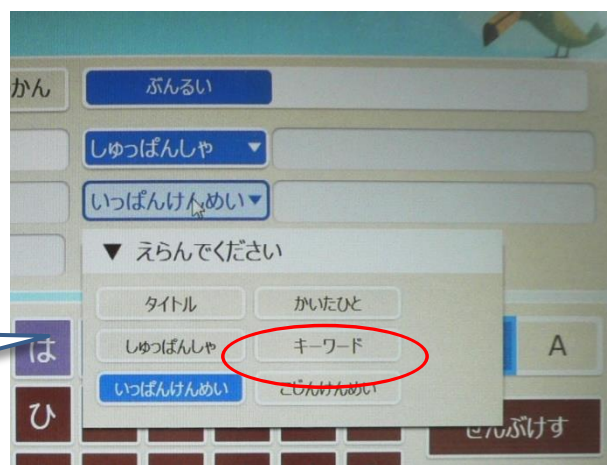 かん ぶんるい
しゅっぱんしゃ ▼
いっぱんけんめい ▼
▼ えらんでください
タイトル かいたひと
しゅっぱんしゃ キーワード
いっぱんけんめい こじんけんめい
は A
ひ ぜんぶけす